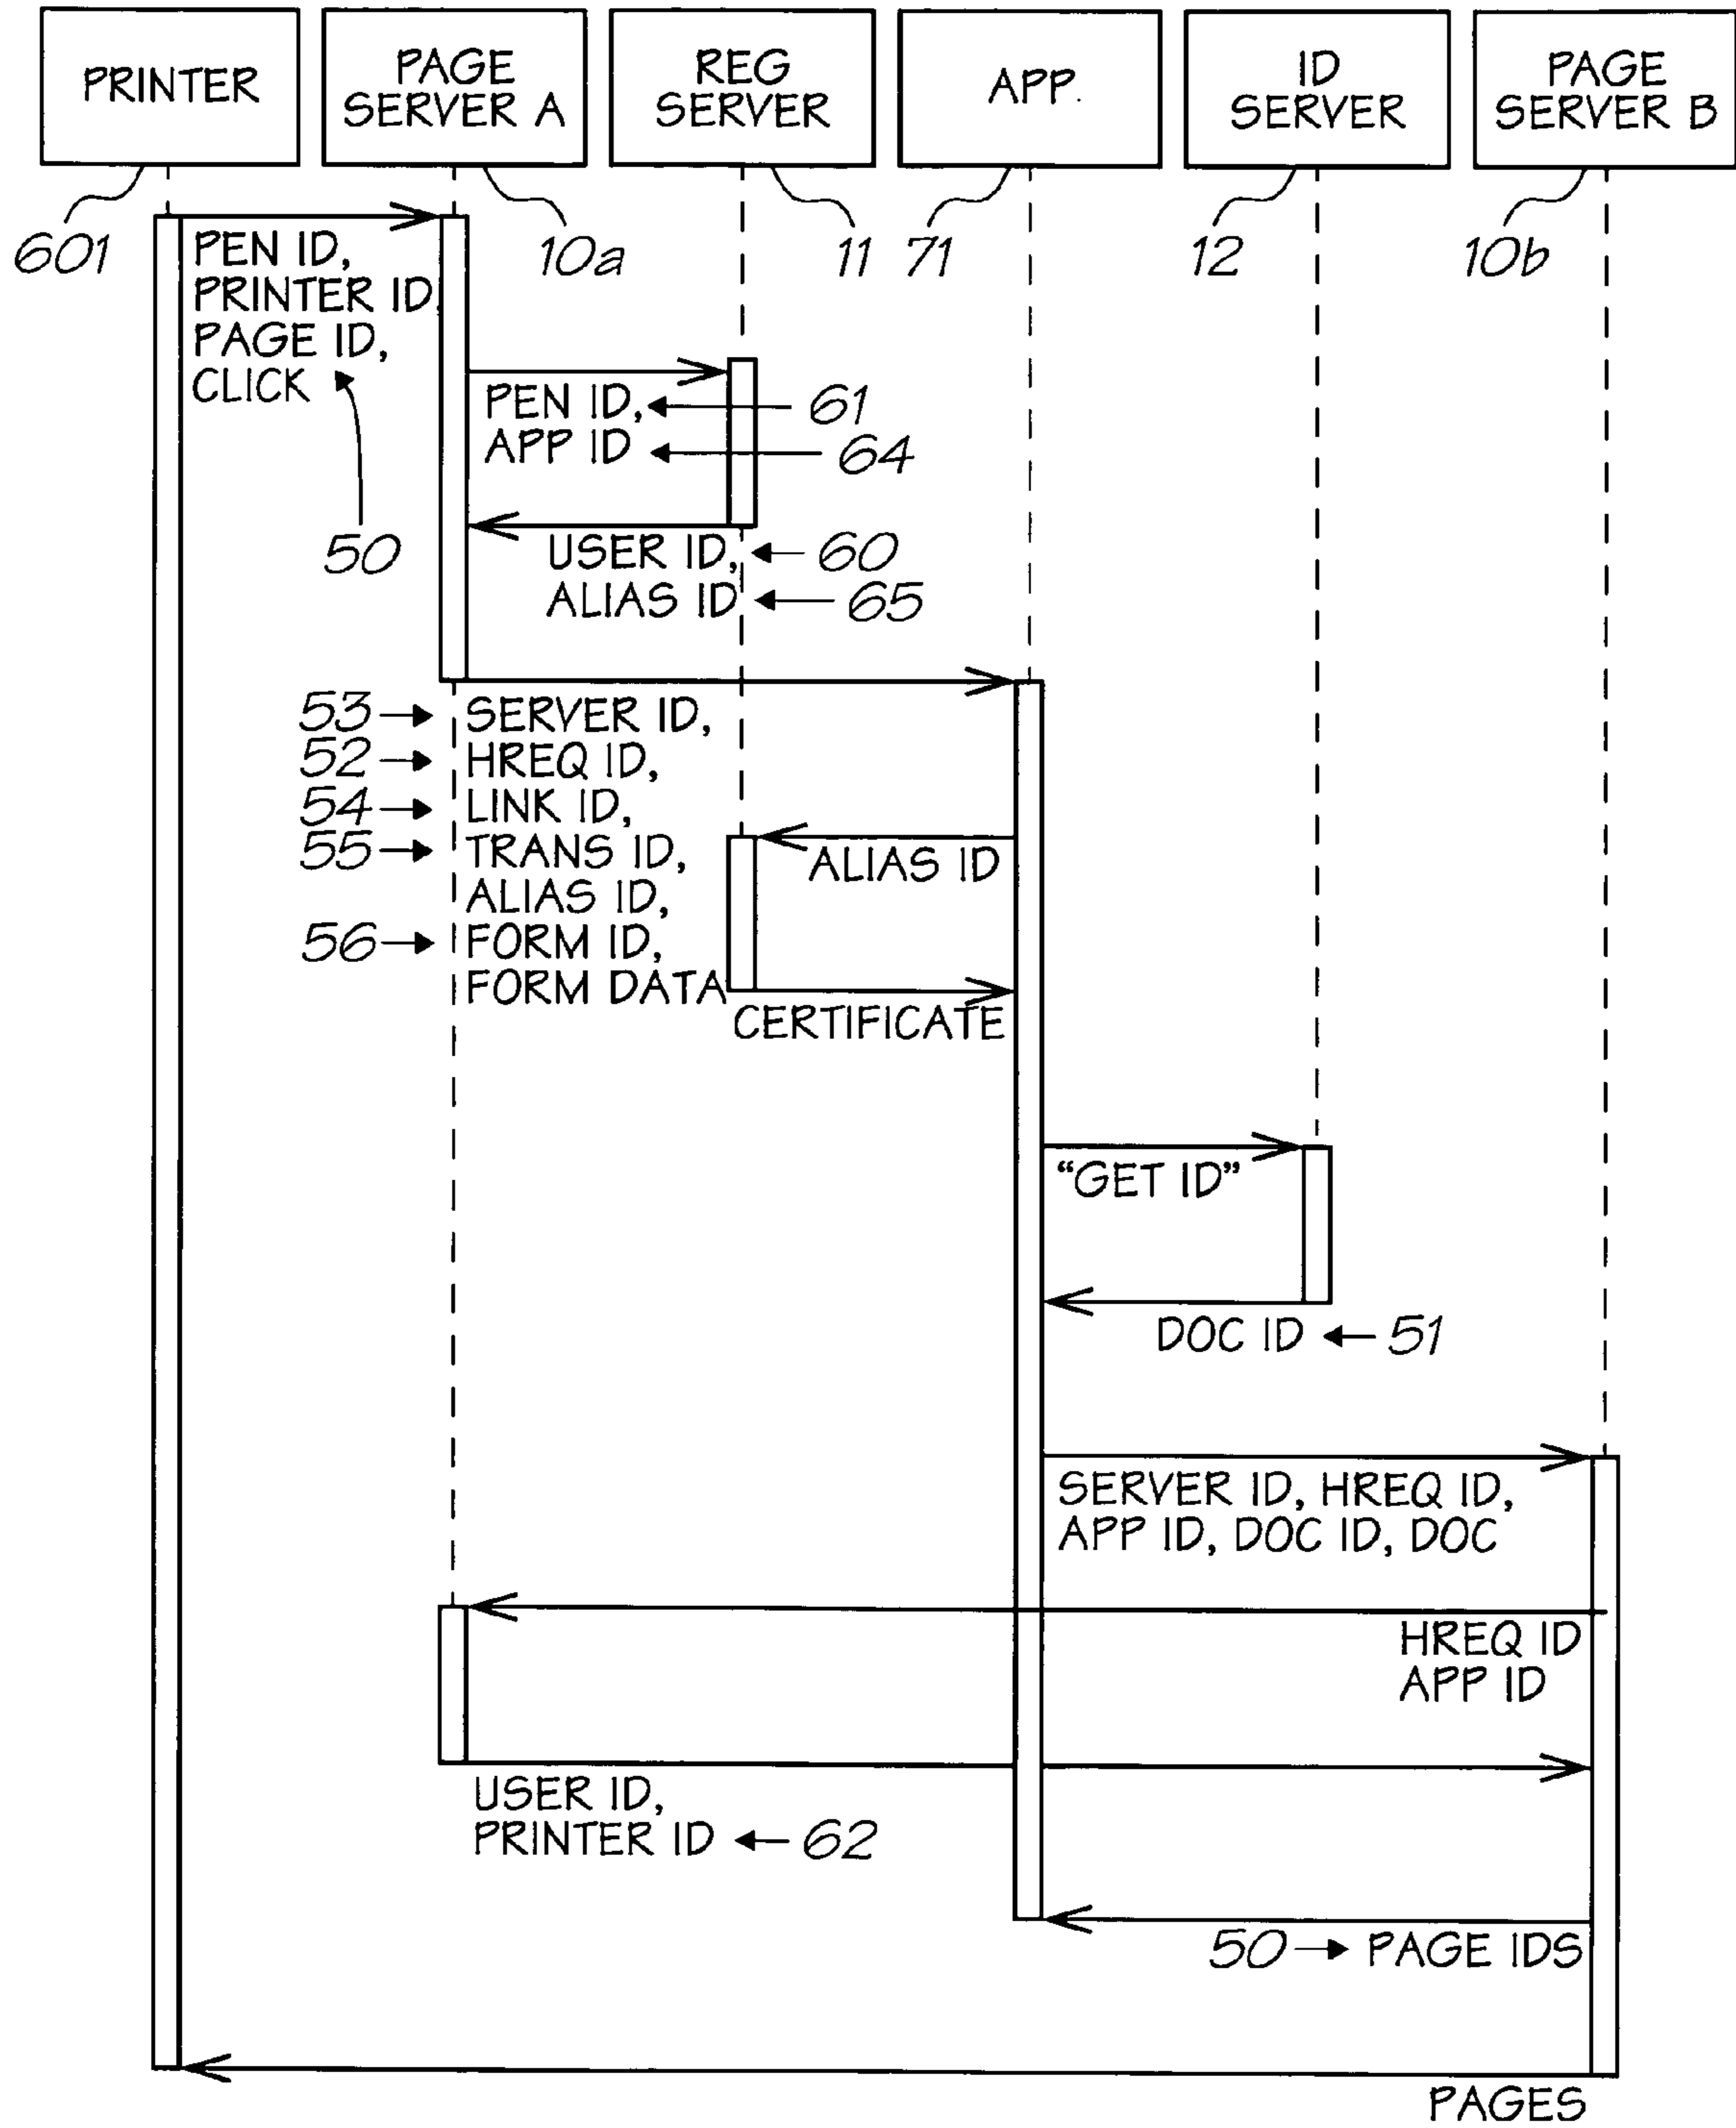 PRINTER
PAGE
SERVER A
REG
SERVER
APP.
ID
SERVER
PAGE
SERVER B
601
10a
11
71
12
10b
PEN ID,
PRINTER ID
PAGE ID,
CLICK
50
PEN ID,
61
APP ID
64
USER ID,
60
ALIAS ID
65
53
SERVER ID,
52
HREQ ID,
54
LINK ID,
55
TRANS ID,
ALIAS ID,
56
FORM ID,
FORM DATA
ALIAS ID
CERTIFICATE
“GET ID”
DOC ID
51
SERVER ID, HREQ ID,
APP ID, DOC ID, DOC
HREQ ID
APP ID
USER ID,
PRINTER ID
62
50
PAGE IDS
PAGES